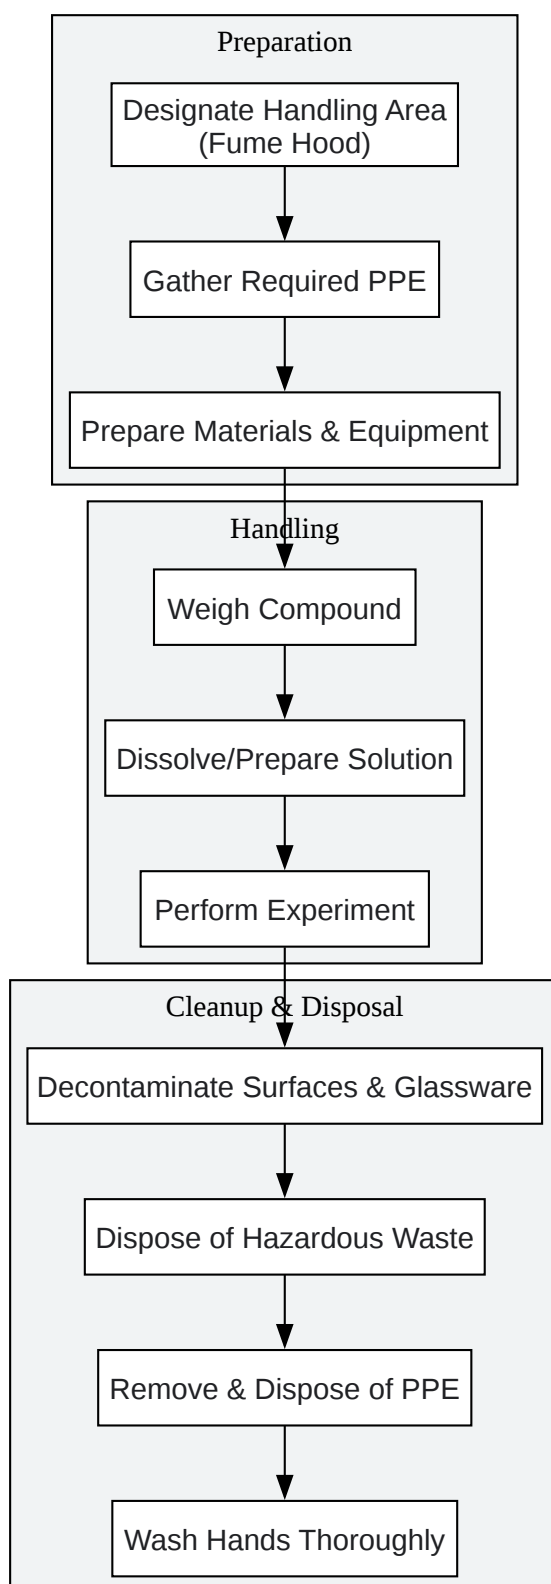 Preparation
Designate Handling Area
(Fume Hood)
Gather Required PPE
Prepare Materials & Equipment
Handling
Weigh Compound
Dissolve/Prepare Solution
Perform Experiment
Cleanup & Disposal
Decontaminate Surfaces & Glassware
Dispose of Hazardous Waste
Remove & Dispose of PPE
Wash Hands Thoroughly